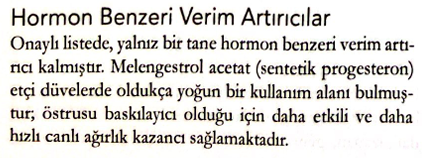 Hormon Benzeri Verim Artırıcılar
Onaylı listede, yalnız bir tane hormon benzeri verim artı-
rıcı kalmıştır. Melengestrol acetat (sentetik progesteron)
etçi düvelerde oldukça yoğun bir kullanım alanı bulmuş-
tur; östrusu baskılayıcı olduğu için daha etkili ve daha
hızlı canlı ağırlık kazancı sağlamaktadır.